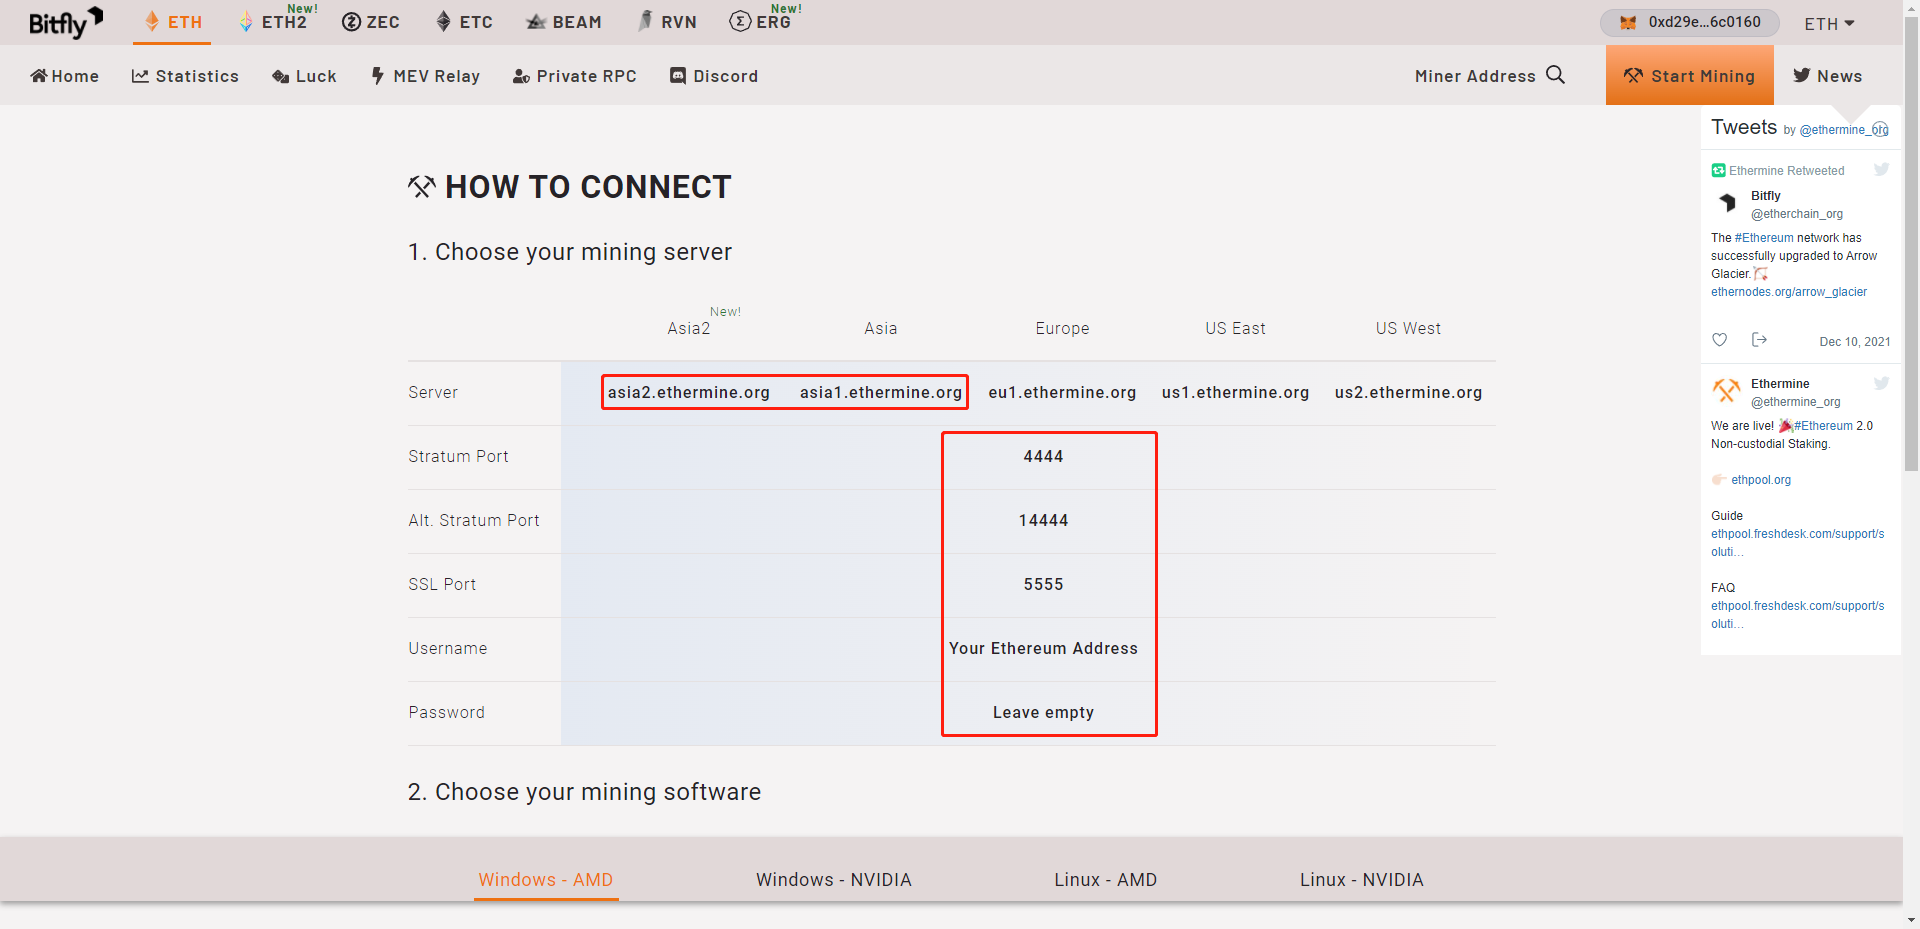 Bitfly
ETH
ETH2 New!
ZEC
ETC
BEAM
RVN
ERG New!
0xd29e...6c0160
ETH
Home
Statistics
Luck
MEV Relay
Private RPC
Discord
Miner Address
Start Mining
News
HOW TO CONNECT
1. Choose your mining server
New!
Asia2 Asia Europe US East US West
Server asia2.ethermine.org asia1.ethermine.org eu1.ethermine.org us1.ethermine.org us2.ethermine.org
Stratum Port 4444
Alt. Stratum Port 14444
SSL Port 5555
Username Your Ethereum Address
Password Leave empty
2. Choose your mining software
Windows - AMD
Windows - NVIDIA
Linux - AMD
Linux - NVIDIA
Tweets by @ethermine_org
Ethermine Retweeted
Bitfly
@etherchain_org
The #Ethereum network has
successfully upgraded to Arrow
Glacier.
ethernodes.org/arrow_glacier
Dec 10, 2021
Ethermine
@ethermine_org
We are live! #Ethereum 2.0
Non-custodial Staking.
ethpool.org
Guide
ethpool.freshdesk.com/support/s
oluti...
FAQ
ethpool.freshdesk.com/support/s
oluti...